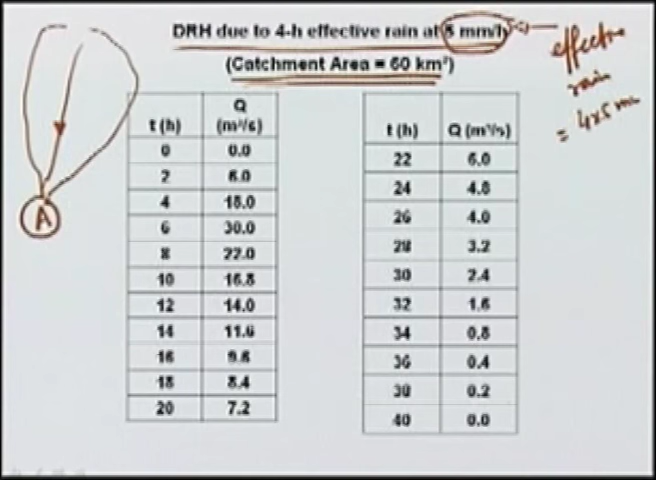 DRH due to 4-h effective rain at 5 mm/h
(Catchment Area = 60 km²)
effective
rain
= 4x5 mm
A
t (h) Q (m³/s)
0 0.0
2 6.0
4 18.0
6 30.0
8 22.0
10 16.8
12 14.0
14 11.6
16 9.6
18 8.4
20 7.2
t (h) Q (m³/s)
22 6.0
24 4.8
26 4.0
28 3.2
30 2.4
32 1.6
34 0.8
36 0.4
38 0.2
40 0.0